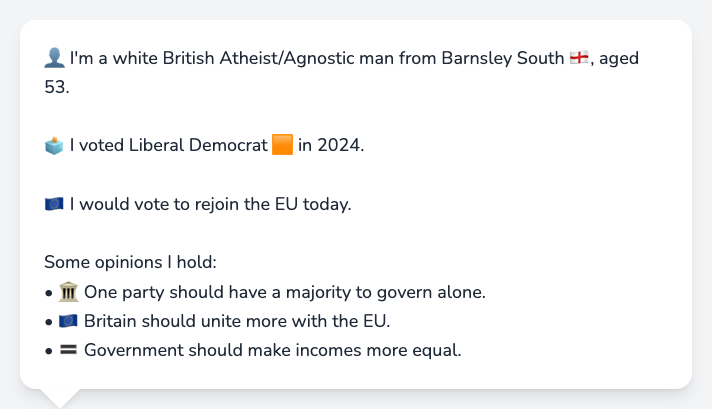 👤 I'm a white British Atheist/Agnostic man from Barnsley South 🏴󠁧󠁢󠁥󠁮󠁧󠁿, aged
53.
🗳️ I voted Liberal Democrat 🟧 in 2024.
🇪🇺 I would vote to rejoin the EU today.
Some opinions I hold:
• 🏛️ One party should have a majority to govern alone.
• 🇪🇺 Britain should unite more with the EU.
• 🟰 Government should make incomes more equal.